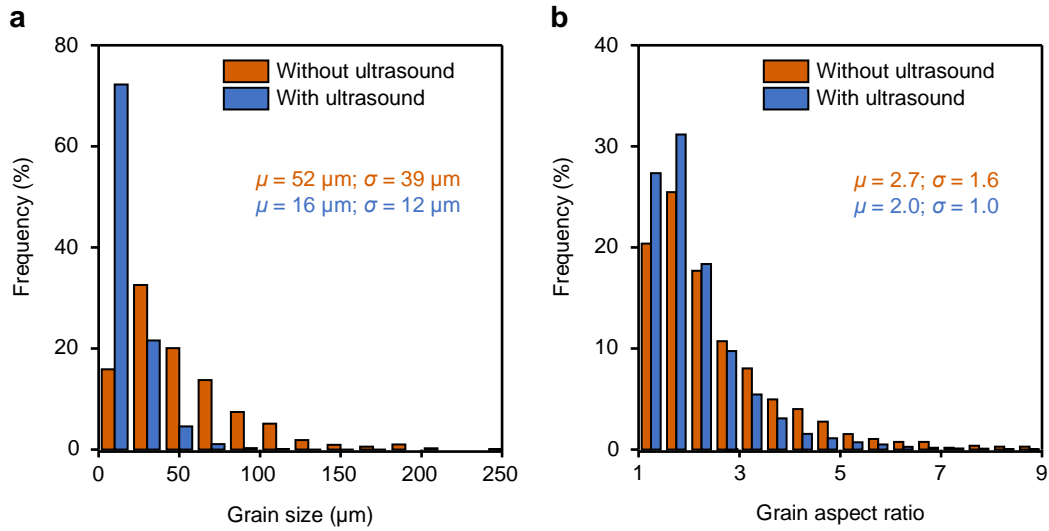 a
80
60
40
20
0
Frequency (%)
Without ultrasound
With ultrasound
μ = 52 μm; σ = 39 μm
μ = 16 μm; σ = 12 μm
0 50 100 150 200 250
Grain size (μm)
b
40
30
20
10
0
Frequency (%)
Without ultrasound
With ultrasound
μ = 2.7; σ = 1.6
μ = 2.0; σ = 1.0
1 3 5 7 9
Grain aspect ratio